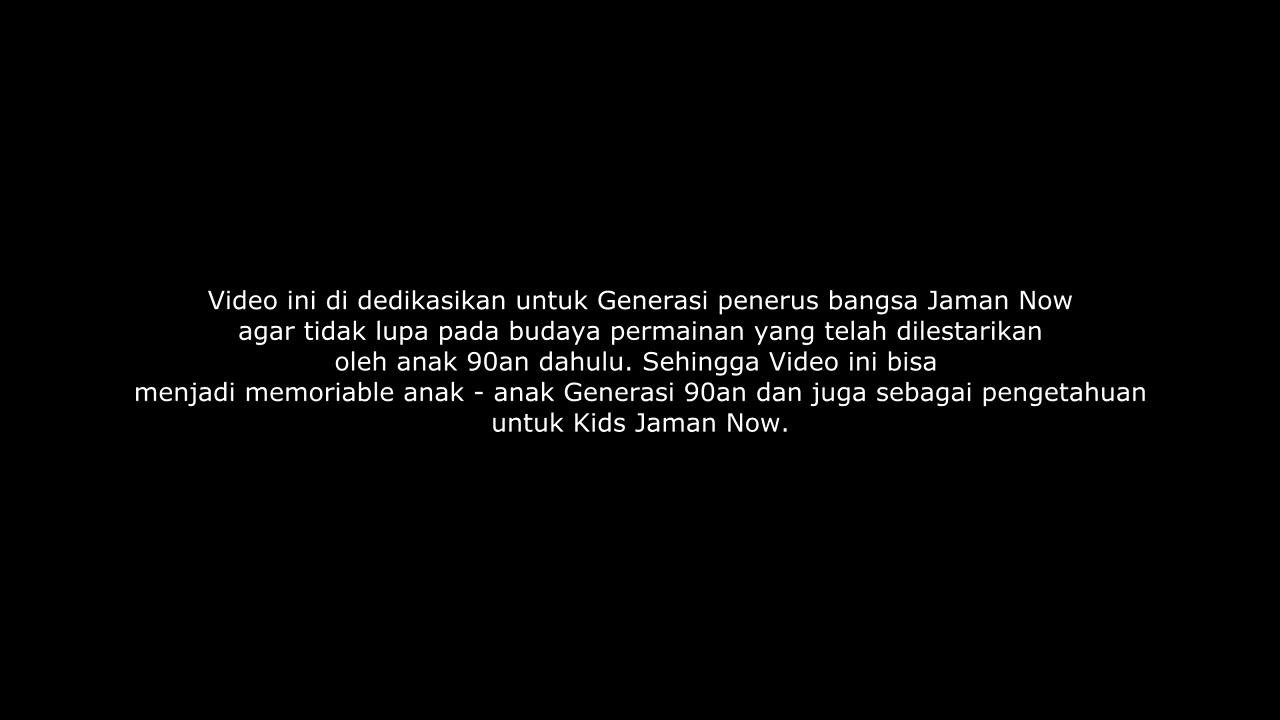 Video ini di dedikasikan untuk Generasi penerus bangsa Jaman Now
agar tidak lupa pada budaya permainan yang telah dilestarikan
oleh anak 90an dahulu. Sehingga Video ini bisa
menjadi memoriable anak - anak Generasi 90an dan juga sebagai pengetahuan
untuk Kids Jaman Now.